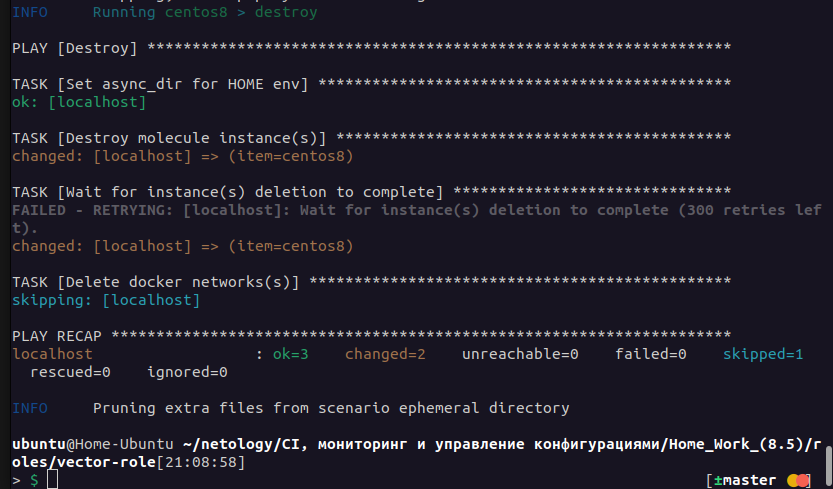 INFO     Running centos8 > destroy
PLAY [Destroy] *****************************************************************
TASK [Set async_dir for HOME env] **********************************************
ok: [localhost]
TASK [Destroy molecule instance(s)] ********************************************
changed: [localhost] => (item=centos8)
TASK [Wait for instance(s) deletion to complete] *******************************
FAILED - RETRYING: [localhost]: Wait for instance(s) deletion to complete (300 retries lef
t).
changed: [localhost] => (item=centos8)
TASK [Delete docker networks(s)] ***********************************************
skipping: [localhost]
PLAY RECAP *********************************************************************
localhost                  : ok=3    changed=2    unreachable=0    failed=0    skipped=1
  rescued=0    ignored=0
INFO     Pruning extra files from scenario ephemeral directory
ubuntu@Home-Ubuntu ~/netology/CI, мониторинг и управление конфигурациями/Home_Work_(8.5)/r
oles/vector-role[21:08:58]
> $ [±master ]